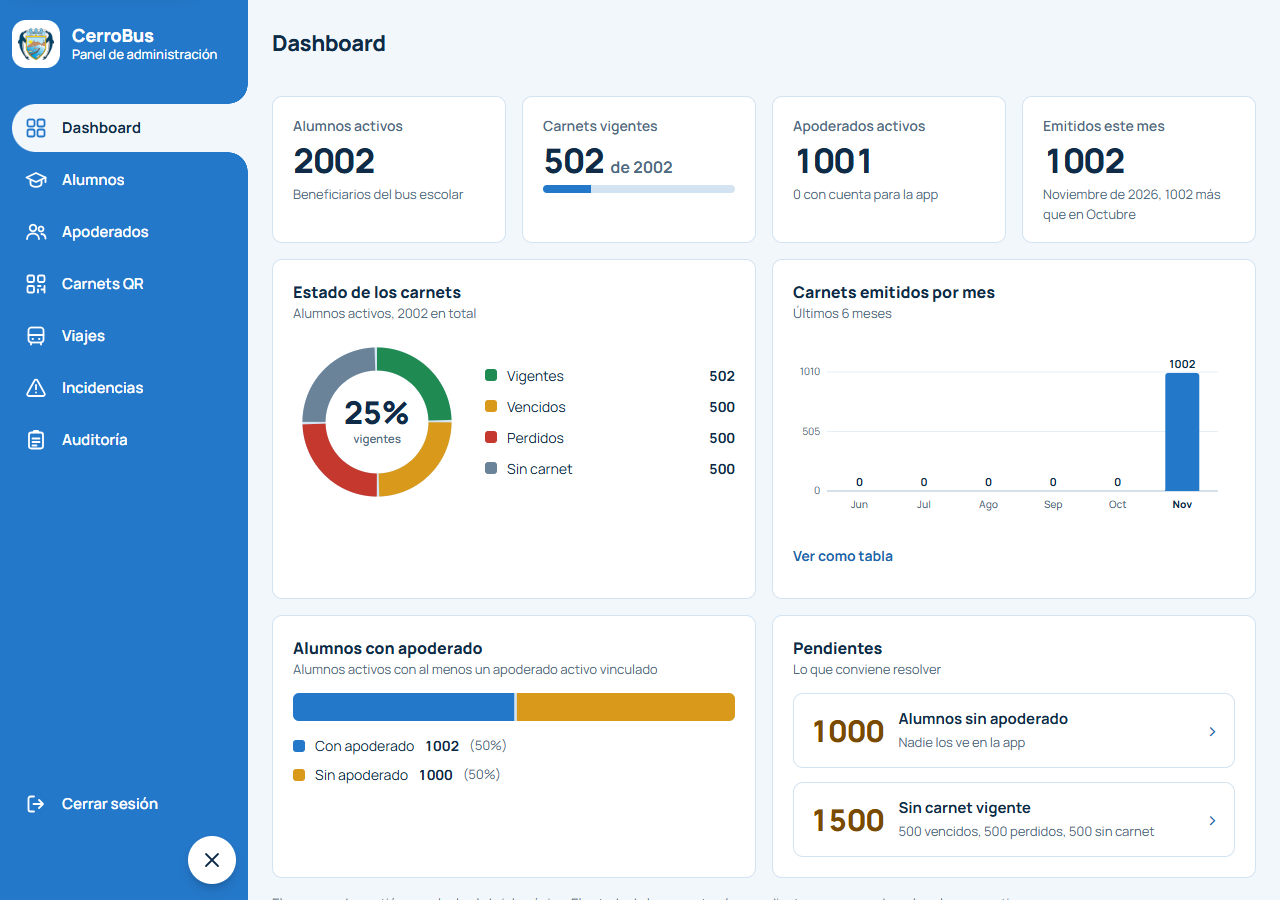 CerroBus
Panel de administración
Dashboard
Alumnos
Apoderados
Carnets QR
Viajes
Incidencias
Auditoría
Cerrar sesión
Dashboard
Alumnos activos
2002
Beneficiarios del bus escolar
Carnets vigentes
502 de 2002
Apoderados activos
1001
0 con cuenta para la app
Emitidos este mes
1002
Noviembre de 2026, 1002 más
que en Octubre
Estado de los carnets
Alumnos activos, 2002 en total
25%
vigentes
Vigentes 502
Vencidos 500
Perdidos 500
Sin carnet 500
Carnets emitidos por mes
Últimos 6 meses
1010
505
0
0 0 0 0 0 1002
Jun Jul Ago Sep Oct Nov
Ver como tabla
Alumnos con apoderado
Alumnos activos con al menos un apoderado activo vinculado
Con apoderado 1002 (50%)
Sin apoderado 1000 (50%)
Pendientes
Lo que conviene resolver
1000
Alumnos sin apoderado
Nadie los ve en la app
1500
Sin carnet vigente
500 vencidos, 500 perdidos, 500 sin carnet